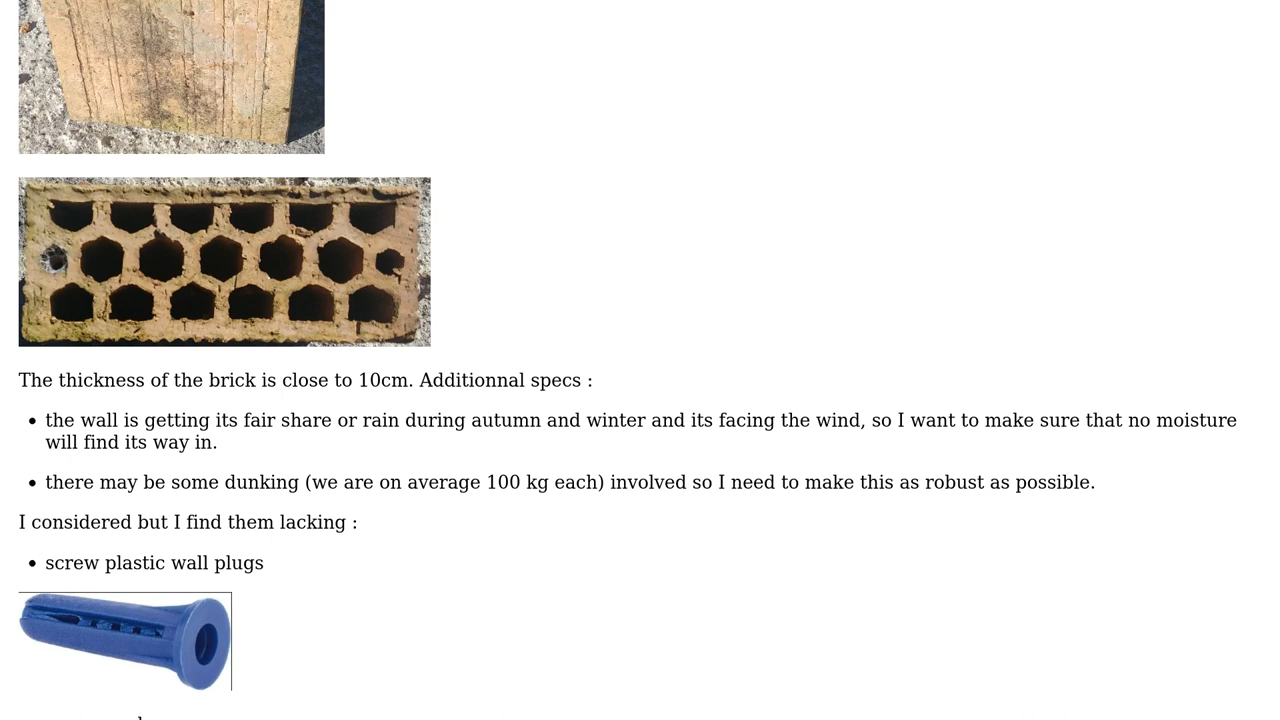 The thickness of the brick is close to 10cm. Additionnal specs :
• the wall is getting its fair share or rain during autumn and winter and its facing the wind, so I want to make sure that no moisture
will find its way in.
• there may be some dunking (we are on average 100 kg each) involved so I need to make this as robust as possible.
I considered but I find them lacking :
• screw plastic wall plugs